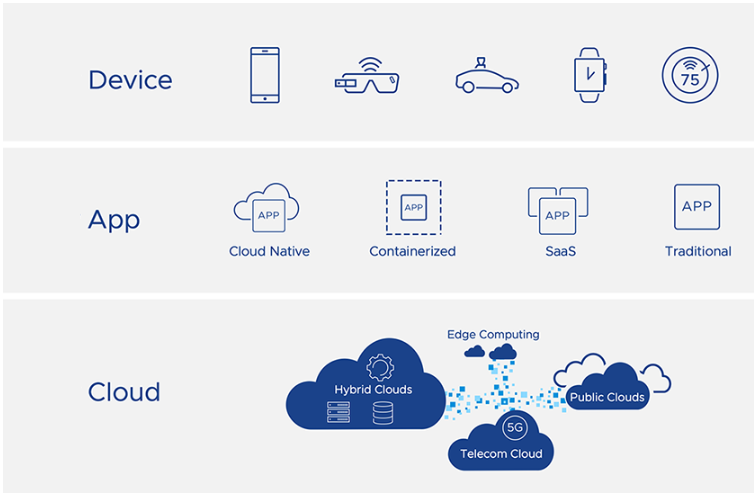 Device
75
App
APP
APP
APP
APP
Cloud Native
Containerized
SaaS
Traditional
Cloud
Edge Computing
Hybrid Clouds
Public Clouds
5G
Telecom Cloud